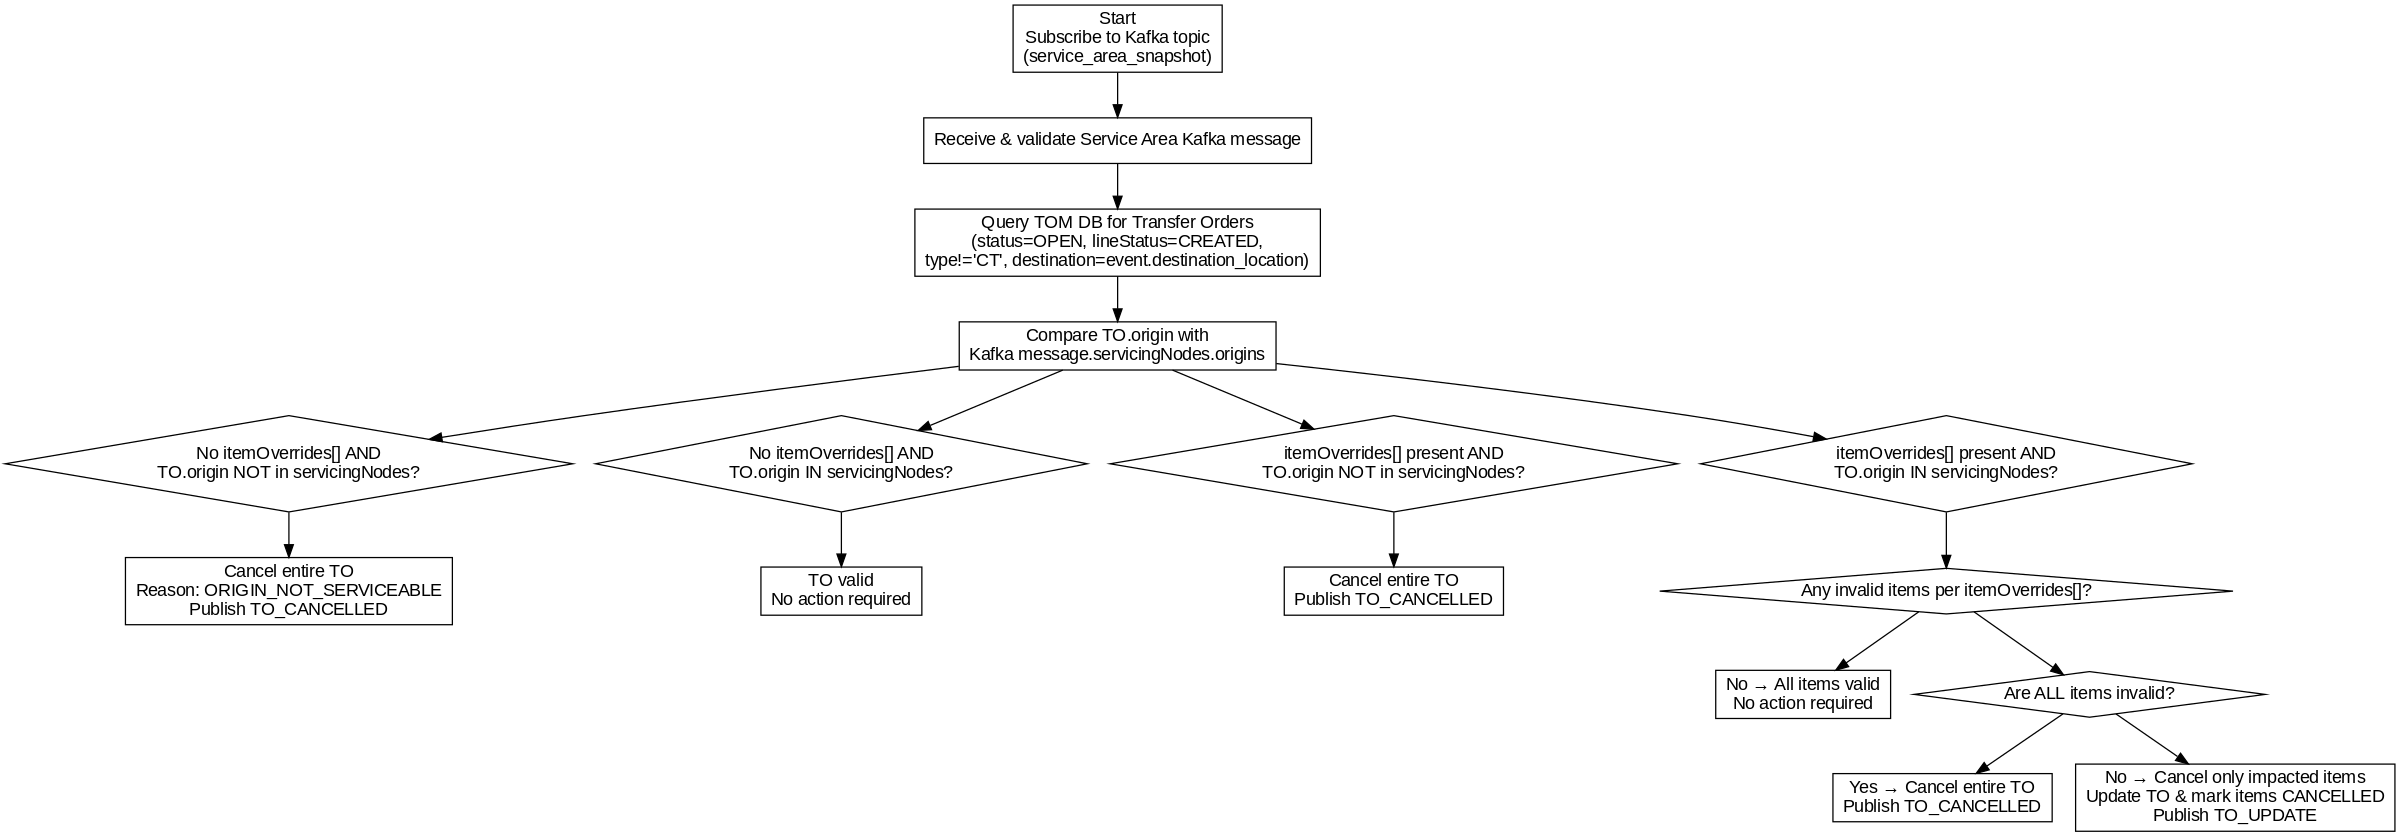 Start
Subscribe to Kafka topic
(service_area_snapshot)
Receive & validate Service Area Kafka message
Query TOM DB for Transfer Orders
(status=OPEN, lineStatus=CREATED,
type!='CT', destination=event.destination_location)
Compare TO.origin with
Kafka message.servicingNodes.origins
No itemOverrides[] AND
TO.origin NOT in servicingNodes?
No itemOverrides[] AND
TO.origin IN servicingNodes?
itemOverrides[] present AND
TO.origin NOT in servicingNodes?
itemOverrides[] present AND
TO.origin IN servicingNodes?
Cancel entire TO
Reason: ORIGIN_NOT_SERVICEABLE
Publish TO_CANCELLED
TO valid
No action required
Cancel entire TO
Publish TO_CANCELLED
Any invalid items per itemOverrides[]?
No → All items valid
No action required
Are ALL items invalid?
Yes → Cancel entire TO
Publish TO_CANCELLED
No → Cancel only impacted items
Update TO & mark items CANCELLED
Publish TO_UPDATE